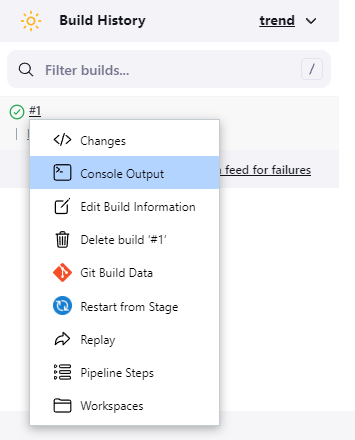 Build History trend
Filter builds... /
#1
Changes
Console Output
feed for failures
Edit Build Information
Delete build ‘#1’
Git Build Data
Restart from Stage
Replay
Pipeline Steps
Workspaces